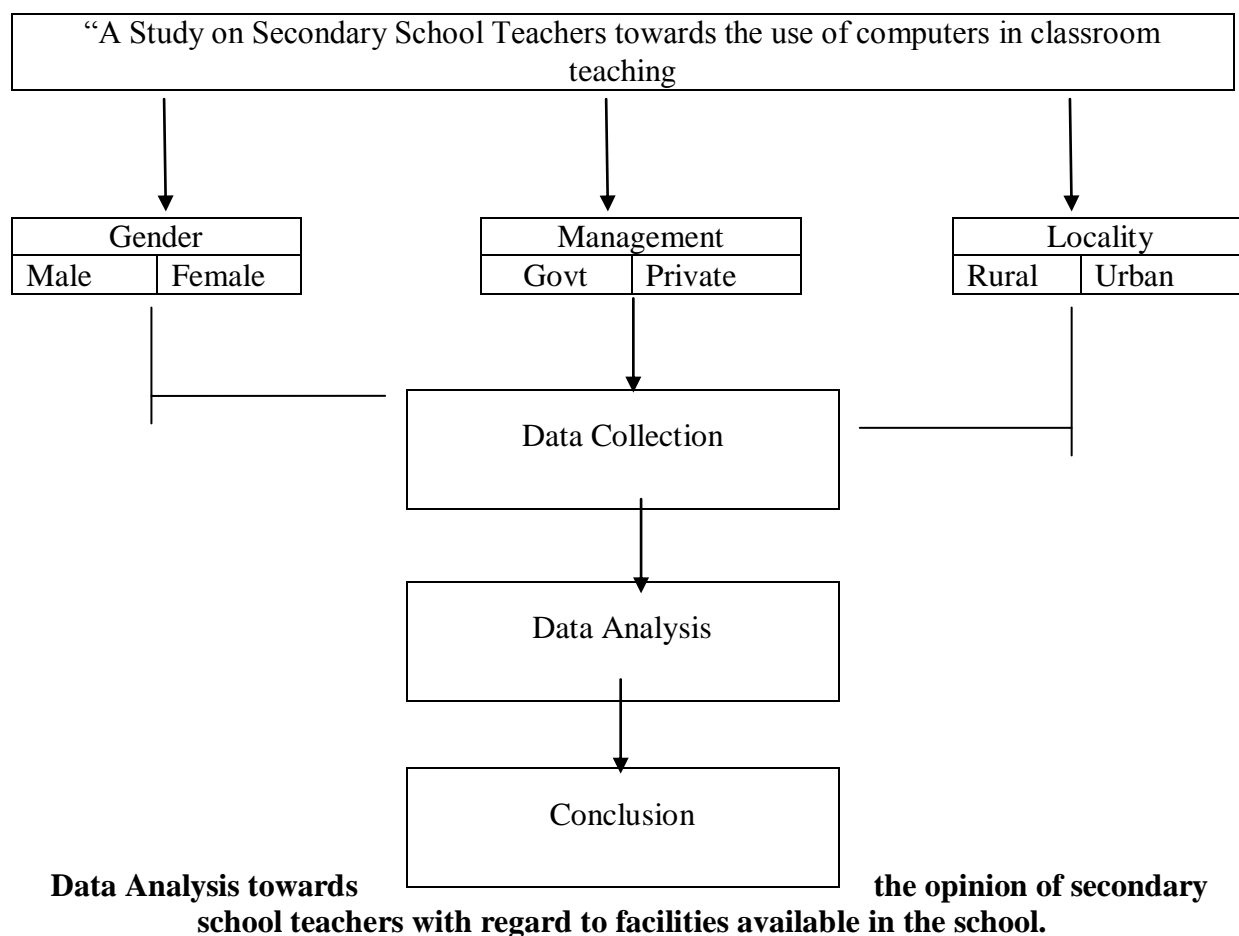 “A Study on Secondary School Teachers towards the use of computers in classroom
teaching
Gender
Male Female
Management
Govt Private
Locality
Rural Urban
Data Collection
Data Analysis
Conclusion
Data Analysis towards the opinion of secondary
school teachers with regard to facilities available in the school.